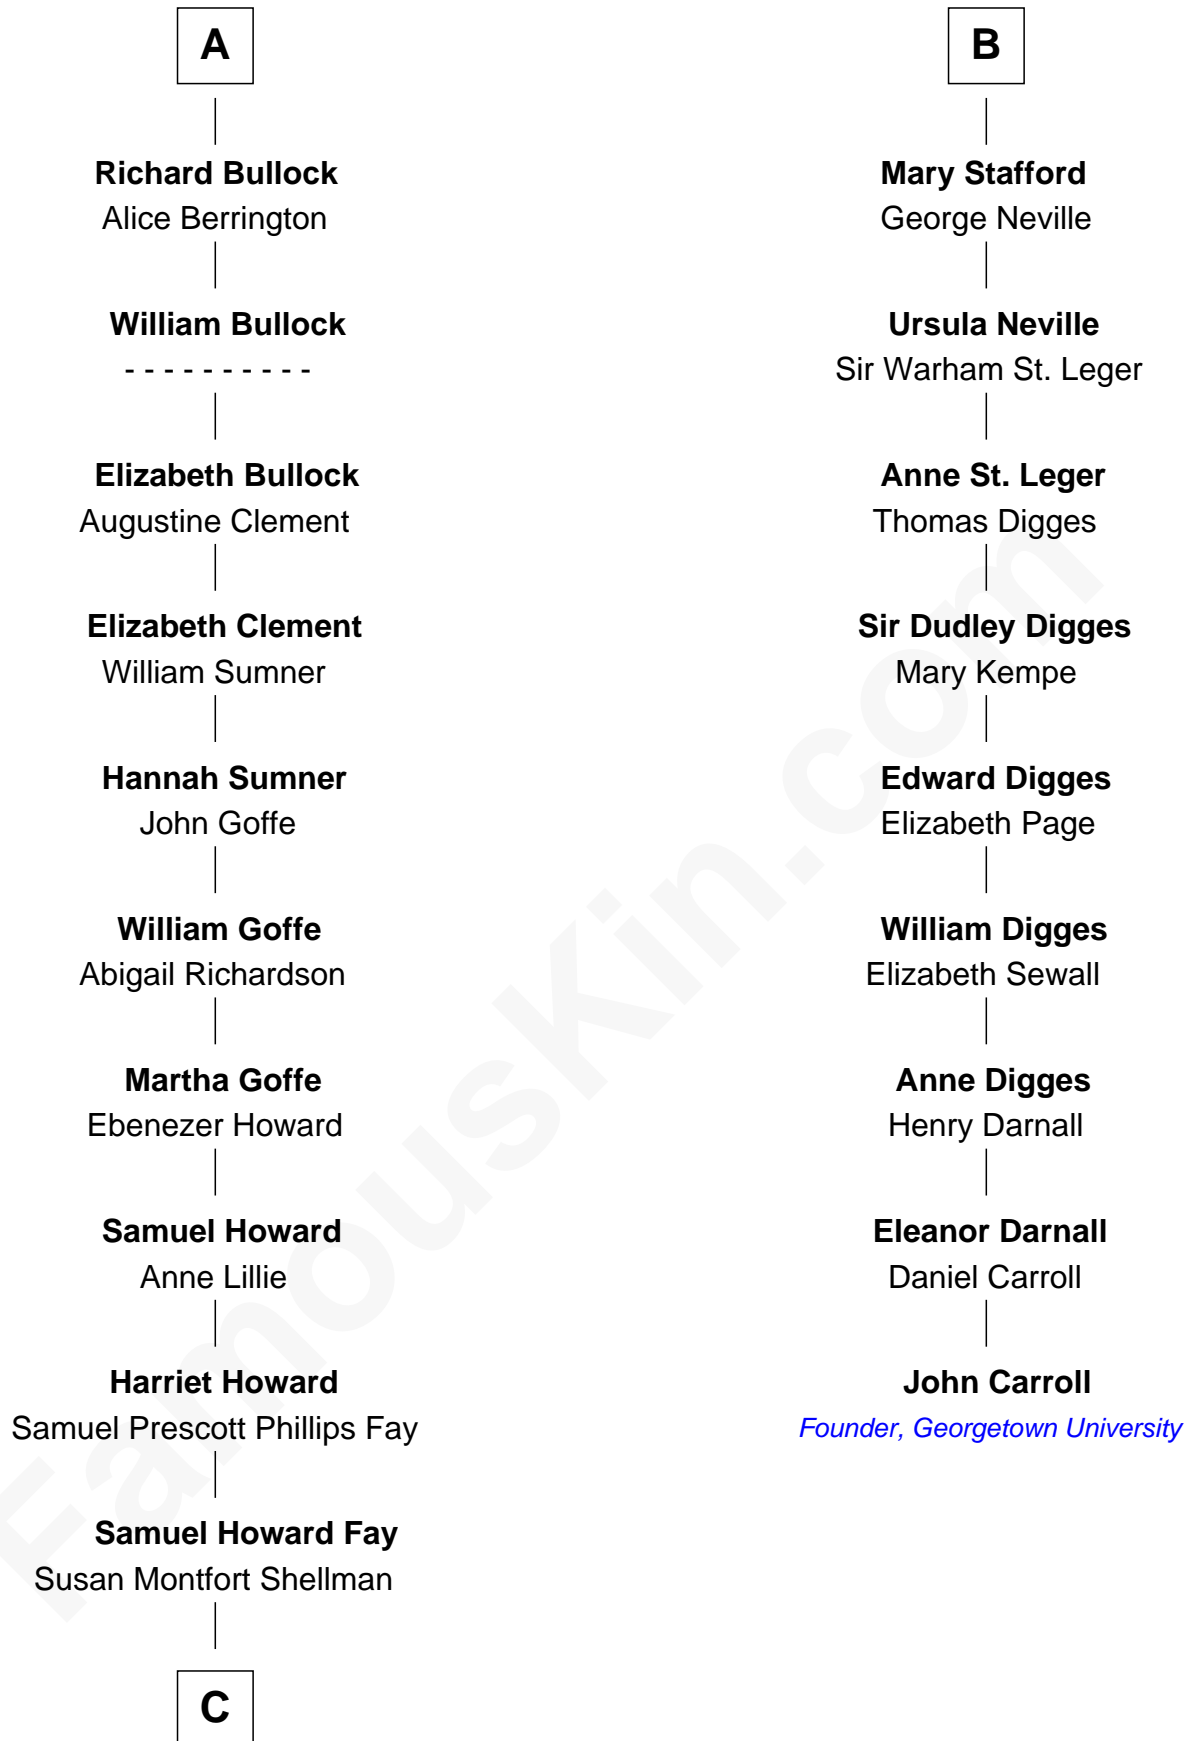 A
Richard Bullock
Alice Berrington
William Bullock
- - - - - - - - - -
Elizabeth Bullock
Augustine Clement
Elizabeth Clement
William Sumner
Hannah Sumner
John Goffe
William Goffe
Abigail Richardson
Martha Goffe
Ebenezer Howard
Samuel Howard
Anne Lillie
Harriet Howard
Samuel Prescott Phillips Fay
Samuel Howard Fay
Susan Montfort Shellman
C
B
Mary Stafford
George Neville
Ursula Neville
Sir Warham St. Leger
Anne St. Leger
Thomas Digges
Sir Dudley Digges
Mary Kempe
Edward Digges
Elizabeth Page
William Digges
Elizabeth Sewall
Anne Digges
Henry Darnall
Eleanor Darnall
Daniel Carroll
John Carroll
Founder, Georgetown University
FamousKin.com